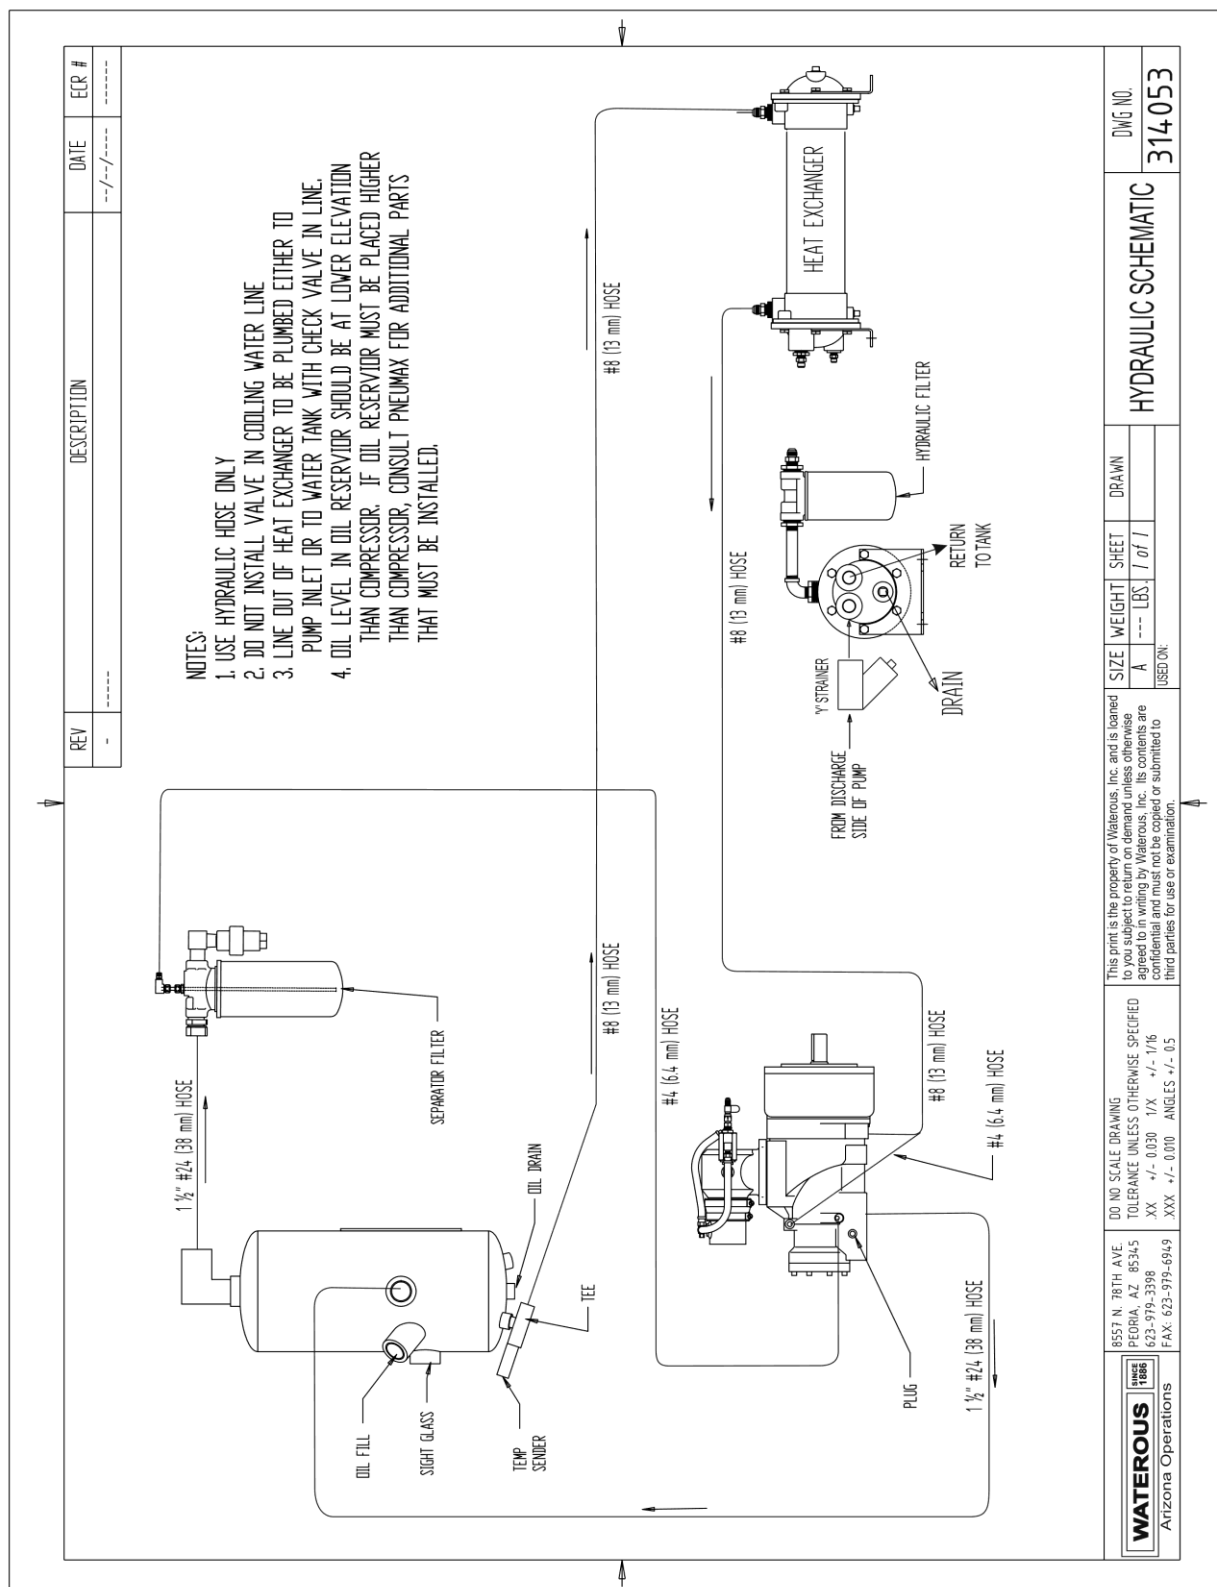 REV
DESCRIPTION
DATE
ECR #
-
-----
--/--/----
------
NOTES:
1. USE HYDRAULIC HOSE ONLY
2. DO NOT INSTALL VALVE IN COOLING WATER LINE
3. LINE OUT OF HEAT EXCHANGER TO BE PLUMBED EITHER TO
PUMP INLET OR TO WATER TANK WITH CHECK VALVE IN LINE.
4. OIL LEVEL IN OIL RESERVIOR SHOULD BE AT LOWER ELEVATION
THAN COMPRESSOR. IF OIL RESERVIOR MUST BE PLACED HIGHER
THAN COMPRESSOR, CONSULT PNEUMAX FOR ADDITIONAL PARTS
THAT MUST BE INSTALLED.
1 ½" #24 (38 mm) HOSE
SEPARATOR FILTER
OIL FILL
SIGHT GLASS
TEMP
SENDER
TEE
OIL DRAIN
#8 (13 mm) HOSE
#8 (13 mm) HOSE
#4 (6.4 mm) HOSE
HEAT EXCHANGER
#8 (13 mm) HOSE
HYDRAULIC FILTER
'Y' STRAINER
FROM DISCHARGE
SIDE OF PUMP
DRAIN
RETURN
TO TANK
#8 (13 mm) HOSE
#4 (6.4 mm) HOSE
PLUG
1 ½" #24 (38 mm) HOSE
WATEROUS
SINCE
1886
Arizona Operations
8557 N. 78TH AVE.
PEORIA, AZ 85345
623-979-3398
FAX: 623-979-6949
DO NO SCALE DRAWING
TOLERANCE UNLESS OTHERWISE SPECIFIED
.XX +/- 0.030 1/X +/- 1/16
.XXX +/- 0.010 ANGLES +/- 0.5
This print is the property of Waterous, Inc. and is loaned
to you subject to return on demand unless otherwise
agreed to in writing by Waterous, Inc. Its contents are
confidential and must not be copied or submitted to
third parties for use or examination.
SIZE
A
WEIGHT
--- LBS.
SHEET
1 of 1
DRAWN
USED ON:
HYDRAULIC SCHEMATIC
DWG NO.
314053